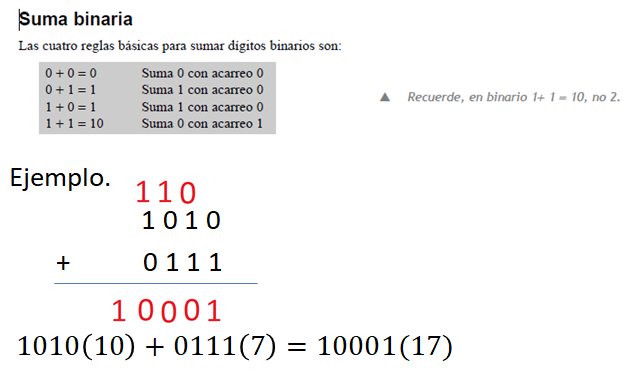 Suma binaria
Las cuatro reglas básicas para sumar dígitos binarios son:
0 + 0 = 0 Suma 0 con acarreo 0
0 + 1 = 1 Suma 1 con acarreo 0
1 + 0 = 1 Suma 1 con acarreo 0
1 + 1 = 10 Suma 0 con acarreo 1
▲ Recuerde, en binario 1+ 1 = 10, no 2.
Ejemplo.
1 1 0
1 0 1 0
+ 0 1 1 1
1 0 0 0 1
1010(10) + 0111(7) = 10001(17)